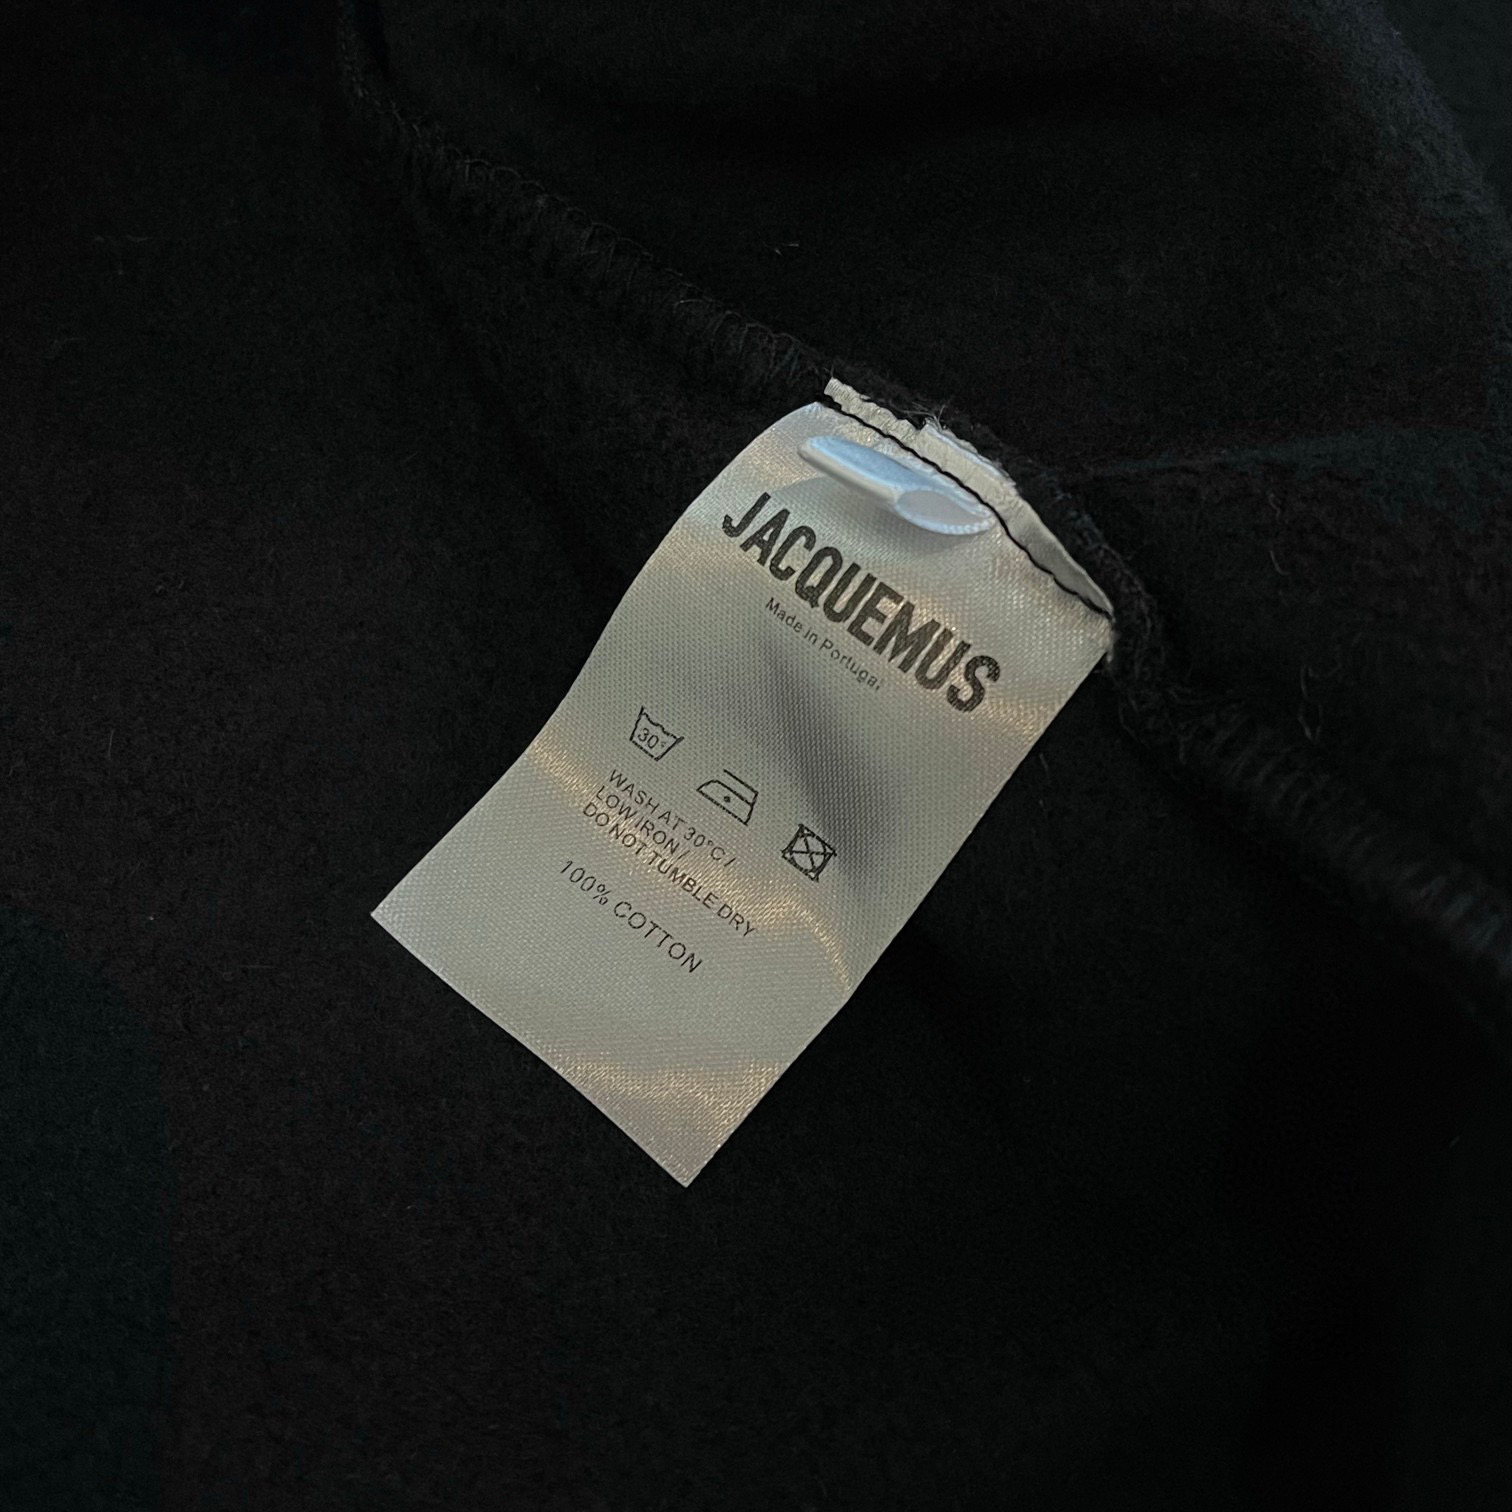 JACQUEMUS
Made in Portugal
30°
WASH AT 30°C /
LOW IRON /
DO NOT TUMBLE DRY
100% COTTON